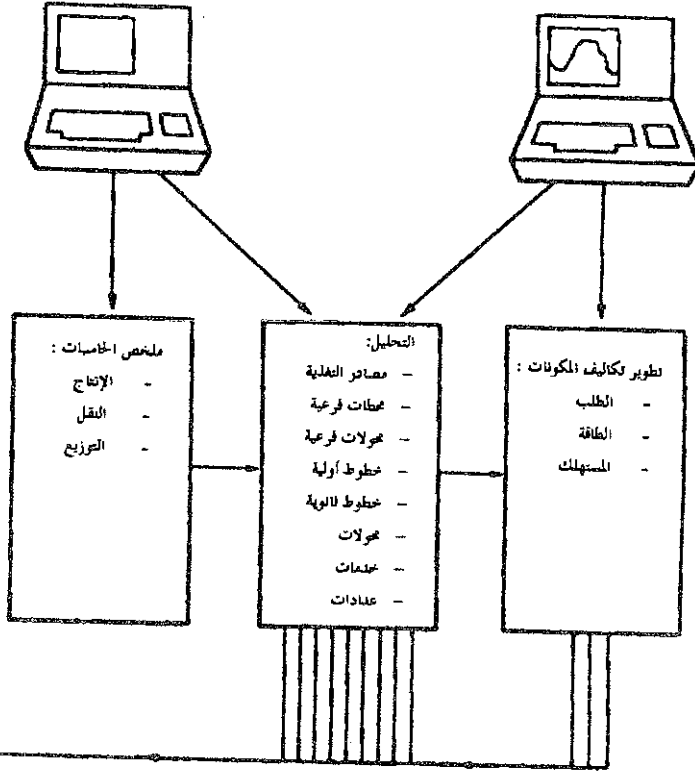 ملخص الحاسبات :
- الإنتاج
- النقل
- التوزيع
التحليل:
- مصادر التغذية
- محطات فرعية
- محولات فرعية
- خطوط أولية
- خطوط ثانوية
- محولات
- خدمات
- عدادات
تطوير تكاليف المكونات :
- الطلب
- الطاقة
- المستهلك